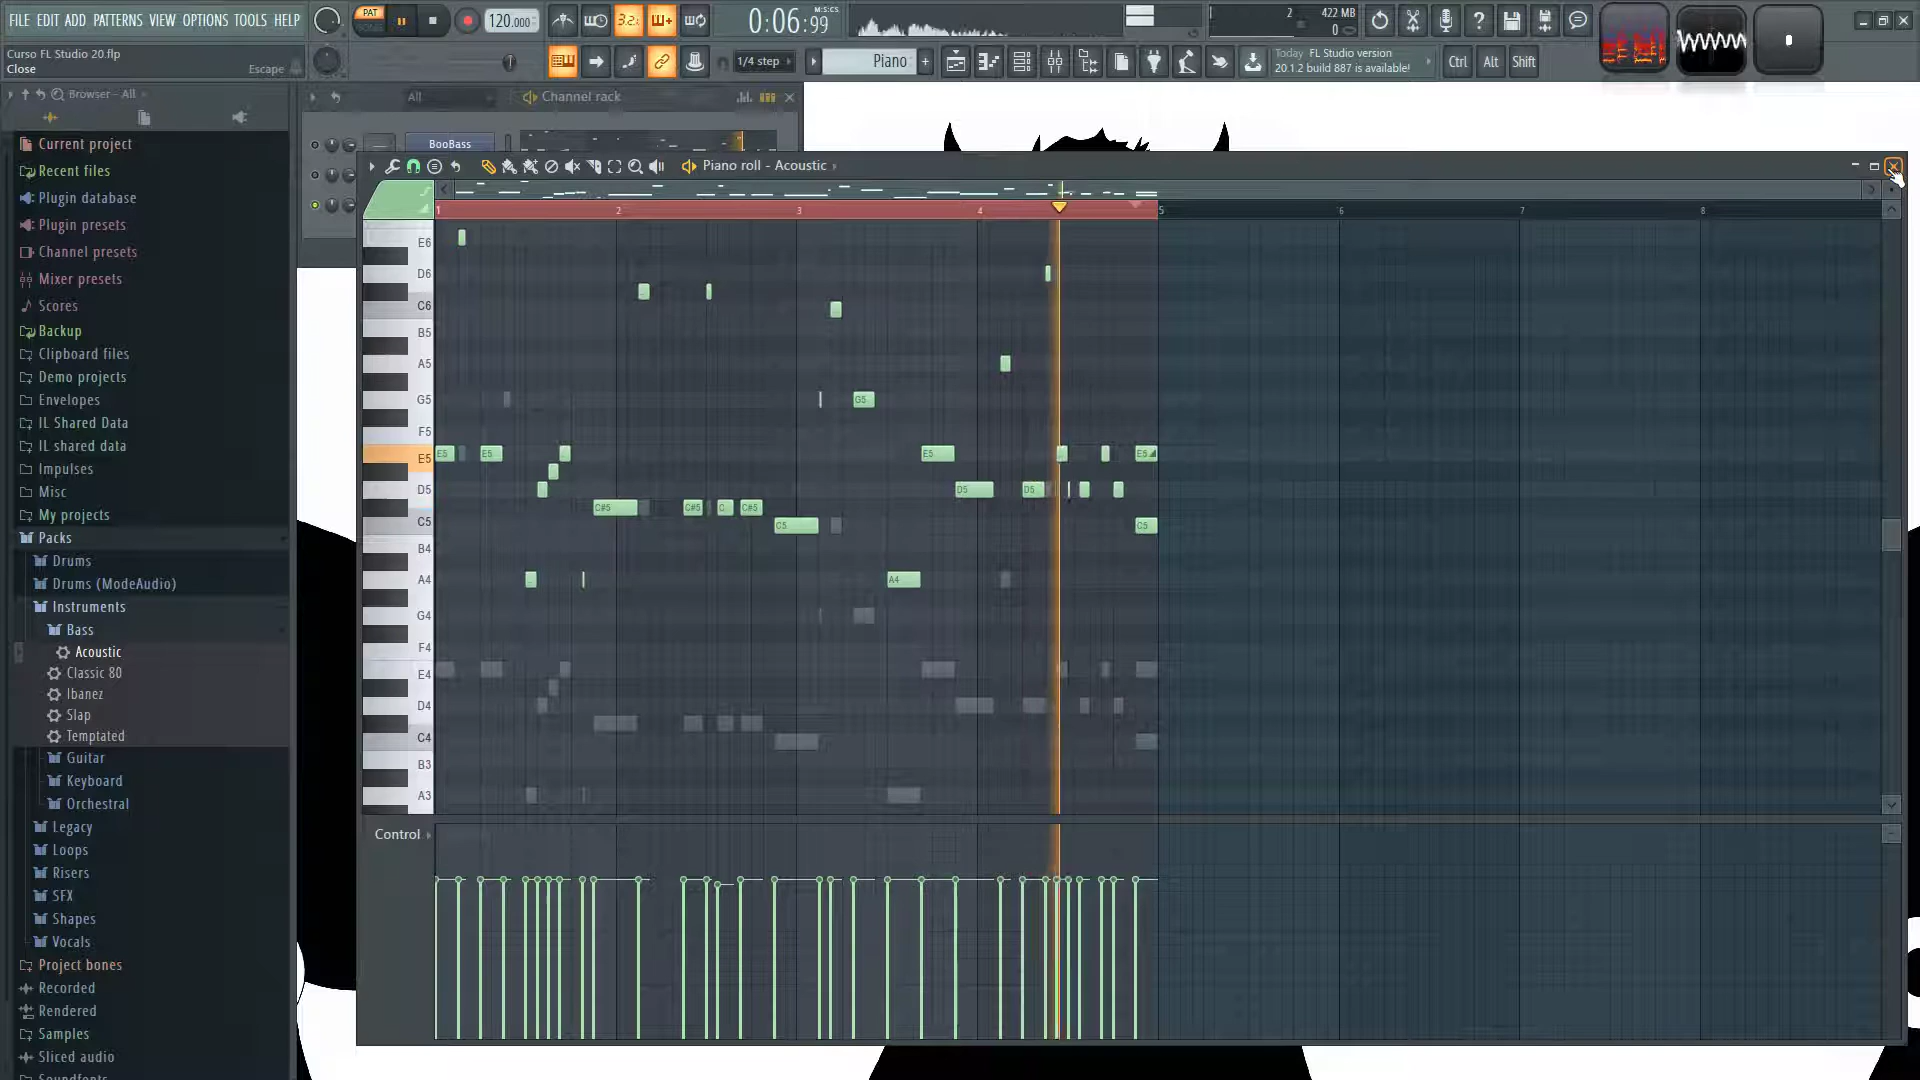 FILE EDIT ADD PATTERNS VIEW OPTIONS TOOLS HELP
PAT
SONG
120.000
3.2.
0:06:99
M:S:CS
2
422 MB
0
Curso FL Studio 20.flp
Close
Escape
1/4 step
Piano
Today FL Studio version
20.1.2 build 887 is available!
Ctrl
Alt
Shift
Browser - All
All
Channel rack
BooBass
Piano roll - Acoustic
Current project
Recent files
Plugin database
Plugin presets
Channel presets
Mixer presets
Scores
Backup
Clipboard files
Demo projects
Envelopes
IL Shared Data
IL shared data
Impulses
Misc
My projects
Packs
Drums
Drums (ModeAudio)
Instruments
Bass
Acoustic
Classic 80
Ibanez
Slap
Temptated
Guitar
Keyboard
Orchestral
Legacy
Loops
Risers
SFX
Shapes
Vocals
Project bones
Recorded
Rendered
Samples
Sliced audio
Soundfonts
1 2 3 4 5 6 7 8
E6
D6
C6
B5
A5
G5 G5
F5
E5 E5 E5 E5 E5
D5 D5 D5
C#5 C#5 C C#5
C5 C5 C5
B4
A4 A4
G4
F4
E4
D4
C4
B3
A3
Control